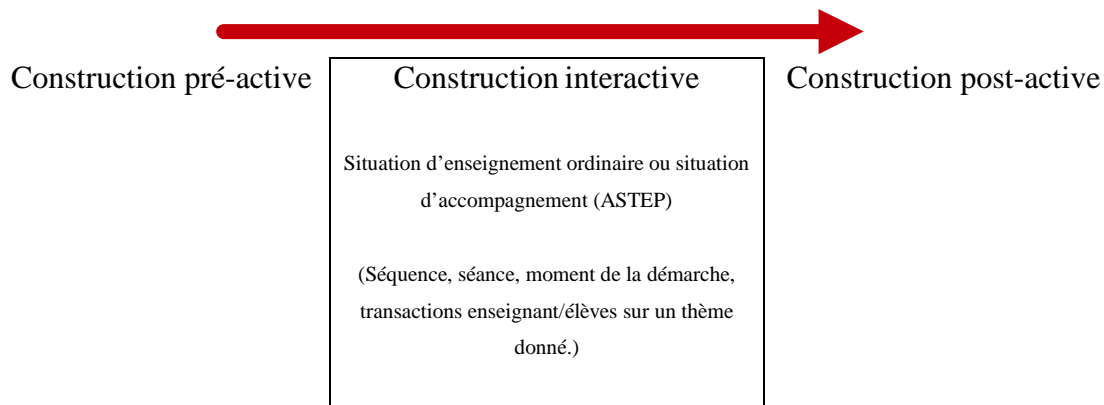 Construction pré-active
Construction interactive
Construction post-active
Situation d’enseignement ordinaire ou situation
d’accompagnement (ASTEP)
(Séquence, séance, moment de la démarche,
transactions enseignant/élèves sur un thème
donné.)